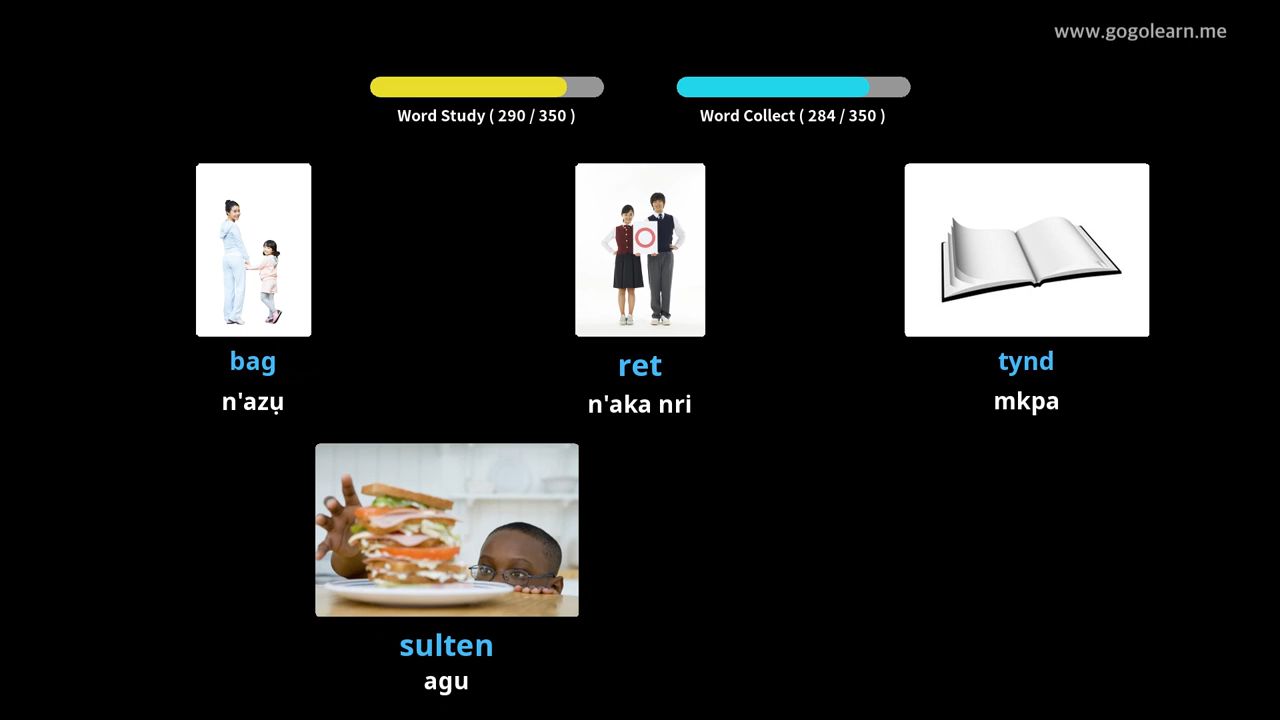 www.gogolearn.me
Word Study ( 290 / 350 )
Word Collect ( 284 / 350 )
bag
n'azụ
ret
n'aka nri
tynd
mkpa
sulten
agu